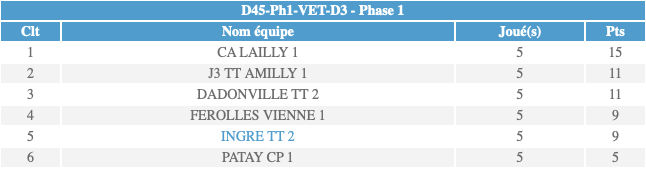 D45-Ph1-VET-D3 - Phase 1
Clt Nom équipe Joué(s) Pts
1 CA LAILLY 1 5 15
2 J3 TT AMILLY 1 5 11
3 DADONVILLE TT 2 5 11
4 FEROLLES VIENNE 1 5 9
5 INGRE TT 2 5 9
6 PATAY CP 1 5 5